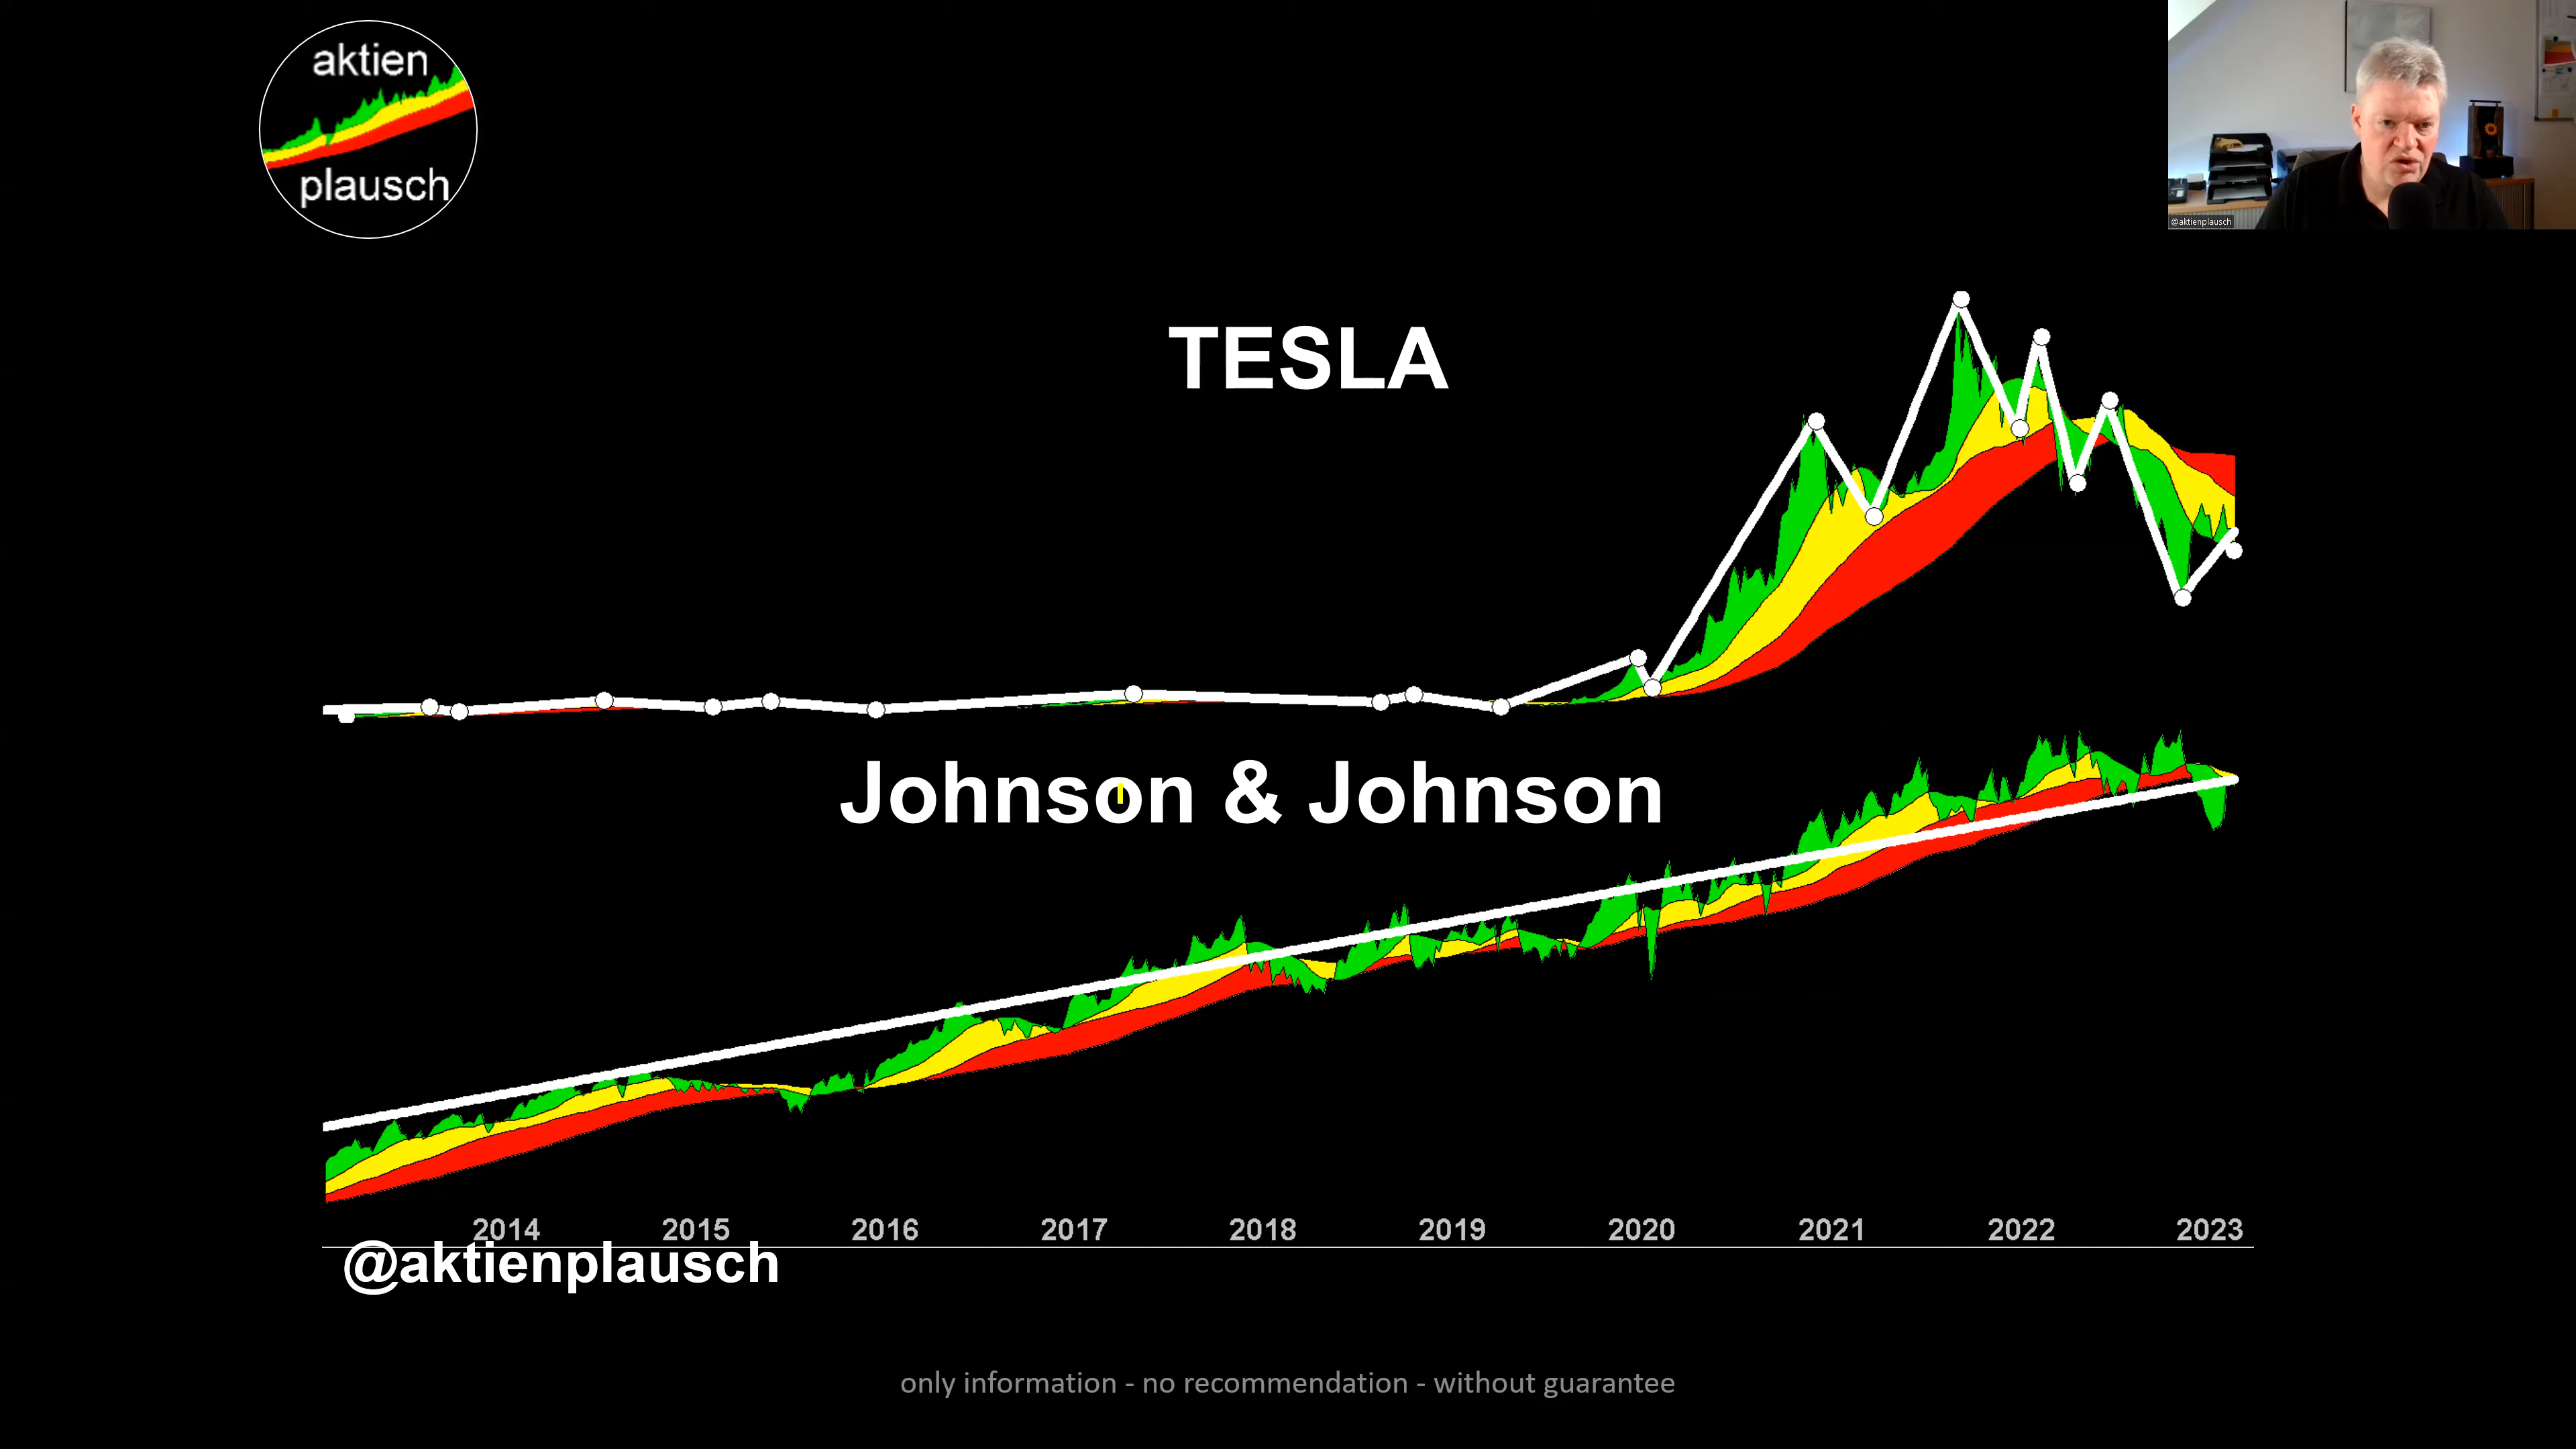 aktien
plausch
@aktienplausch
TESLA
Johnson & Johnson
2014 2015 2016 2017 2018 2019 2020 2021 2022 2023
@aktienplausch
only information - no recommendation - without guarantee